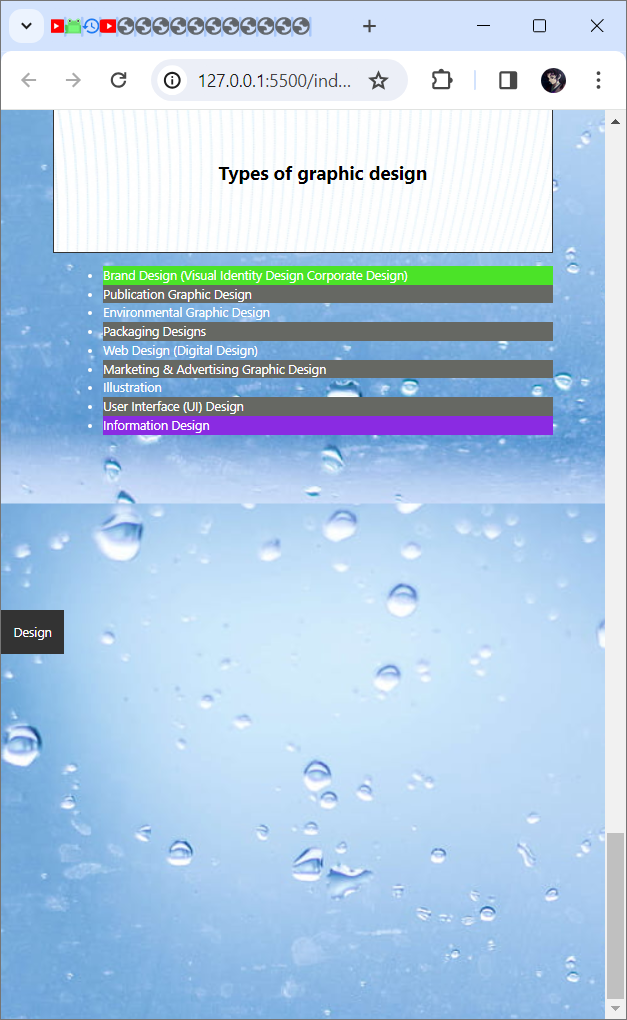 127.0.0.1:5500/ind...
Types of graphic design
Brand Design (Visual Identity Design Corporate Design)
Publication Graphic Design
Environmental Graphic Design
Packaging Designs
Web Design (Digital Design)
Marketing & Advertising Graphic Design
Illustration
User Interface (UI) Design
Information Design
Design